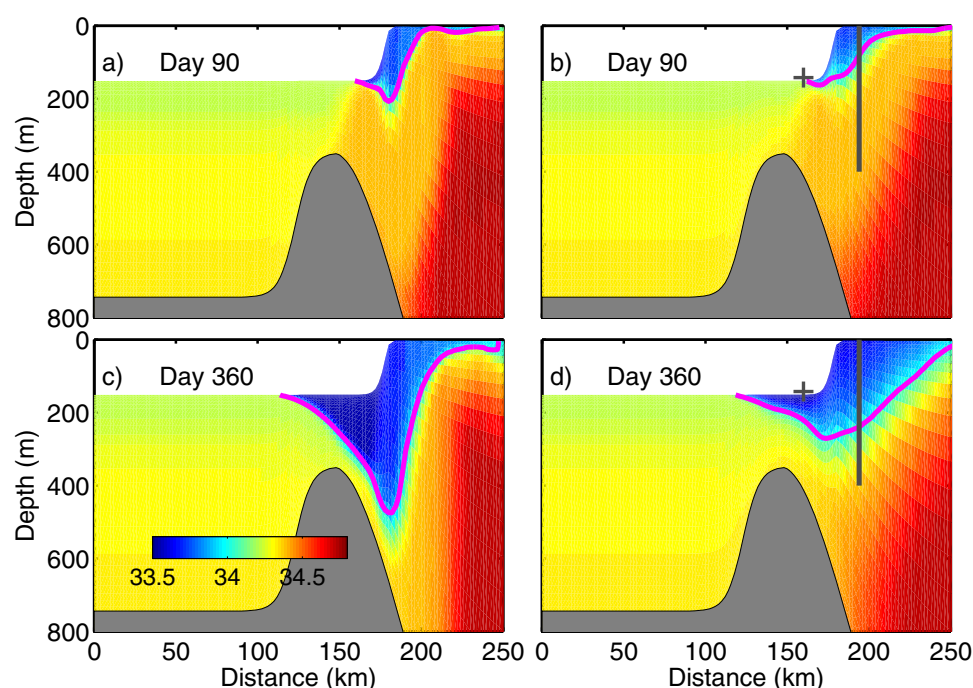 a) Day 90
b) Day 90
0
200
400
600
800
Depth (m)
c) Day 360
d) Day 360
0
200
400
600
800
Depth (m)
33.5 34 34.5
0 50 100 150 200 250
0 50 100 150 200 250
Distance (km)
Distance (km)